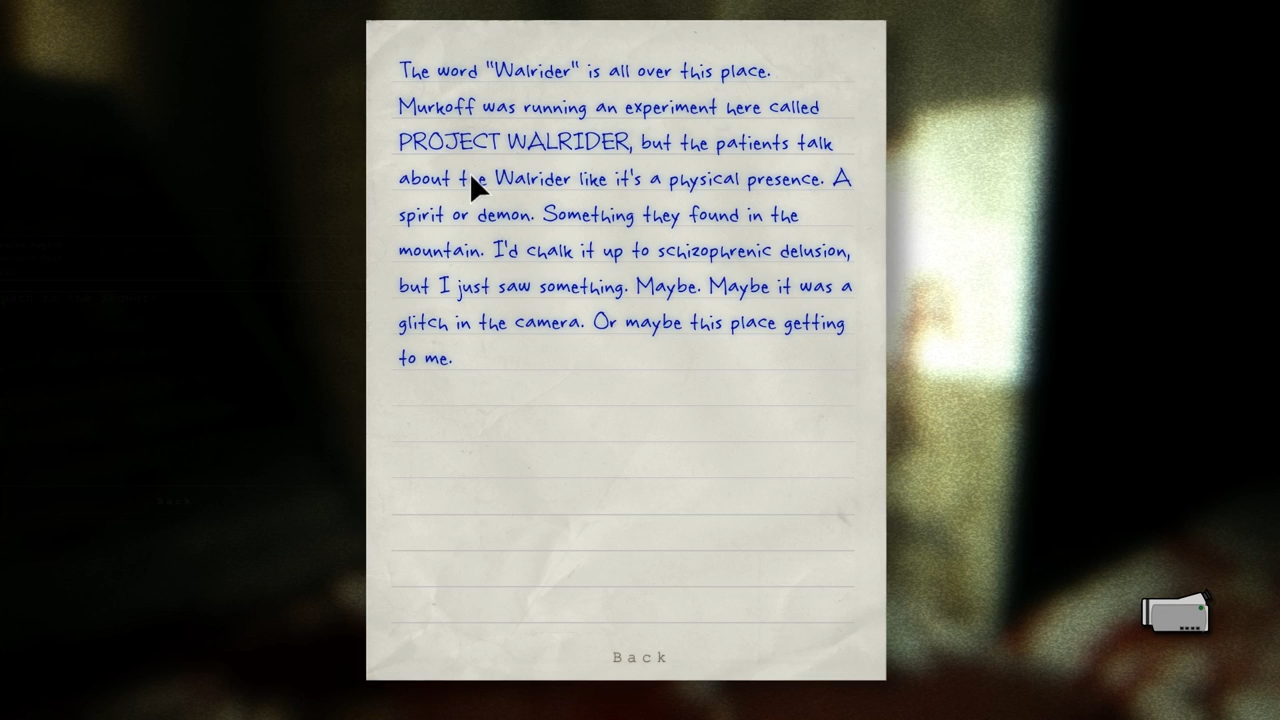 The word "Walrider" is all over this place.
Murkoff was running an experiment here called
PROJECT WALRIDER, but the patients talk
about the Walrider like it's a physical presence. A
spirit or demon. Something they found in the
mountain. I'd chalk it up to schizophrenic delusion,
but I just saw something. Maybe. Maybe it was a
glitch in the camera. Or maybe this place getting
to me.
Back